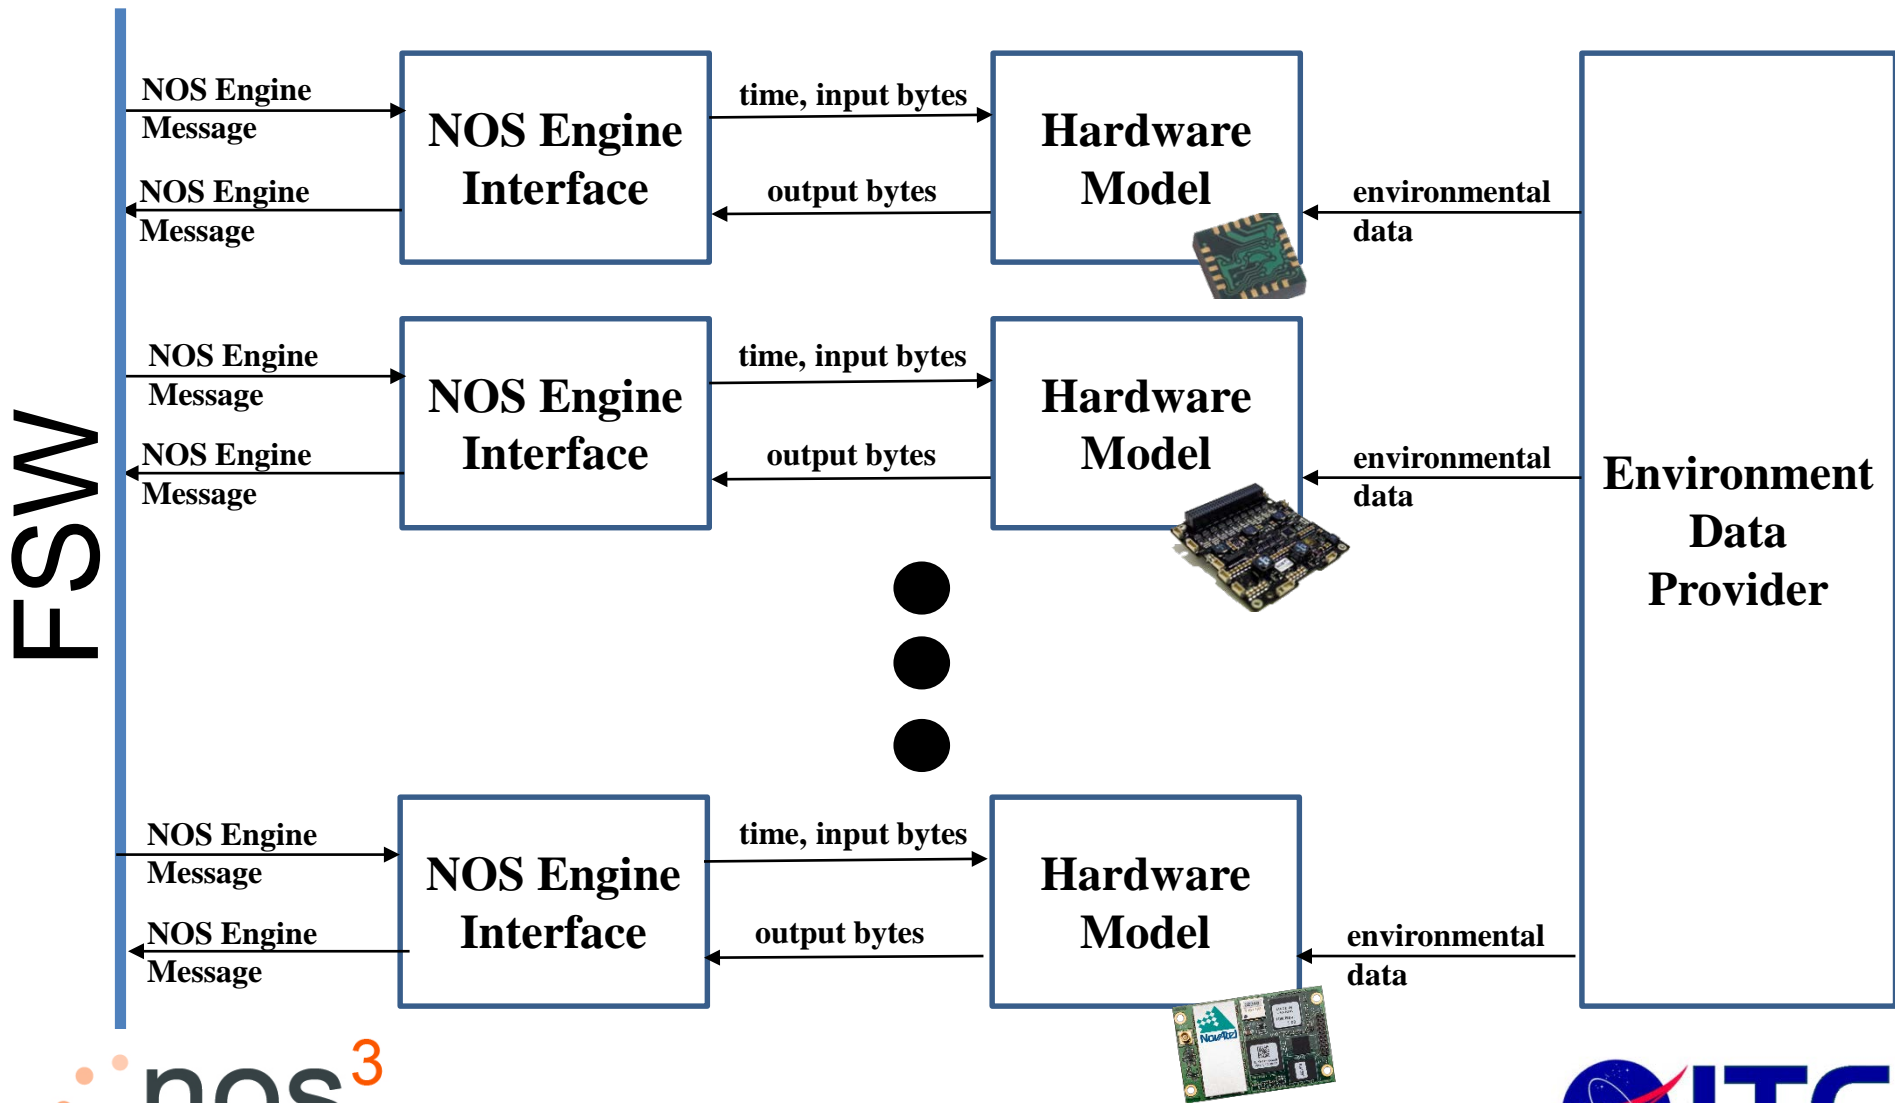 NOS Engine
Message
NOS Engine
Message
NOS Engine
Interface
time, input bytes
output bytes
Hardware
Model
environmental
data
NOS Engine
Message
NOS Engine
Message
NOS Engine
Interface
time, input bytes
output bytes
Hardware
Model
environmental
data
FSW
Environment
Data
Provider
NOS Engine
Message
NOS Engine
Message
NOS Engine
Interface
time, input bytes
output bytes
Hardware
Model
environmental
data
NovAtel
nos3
ITC